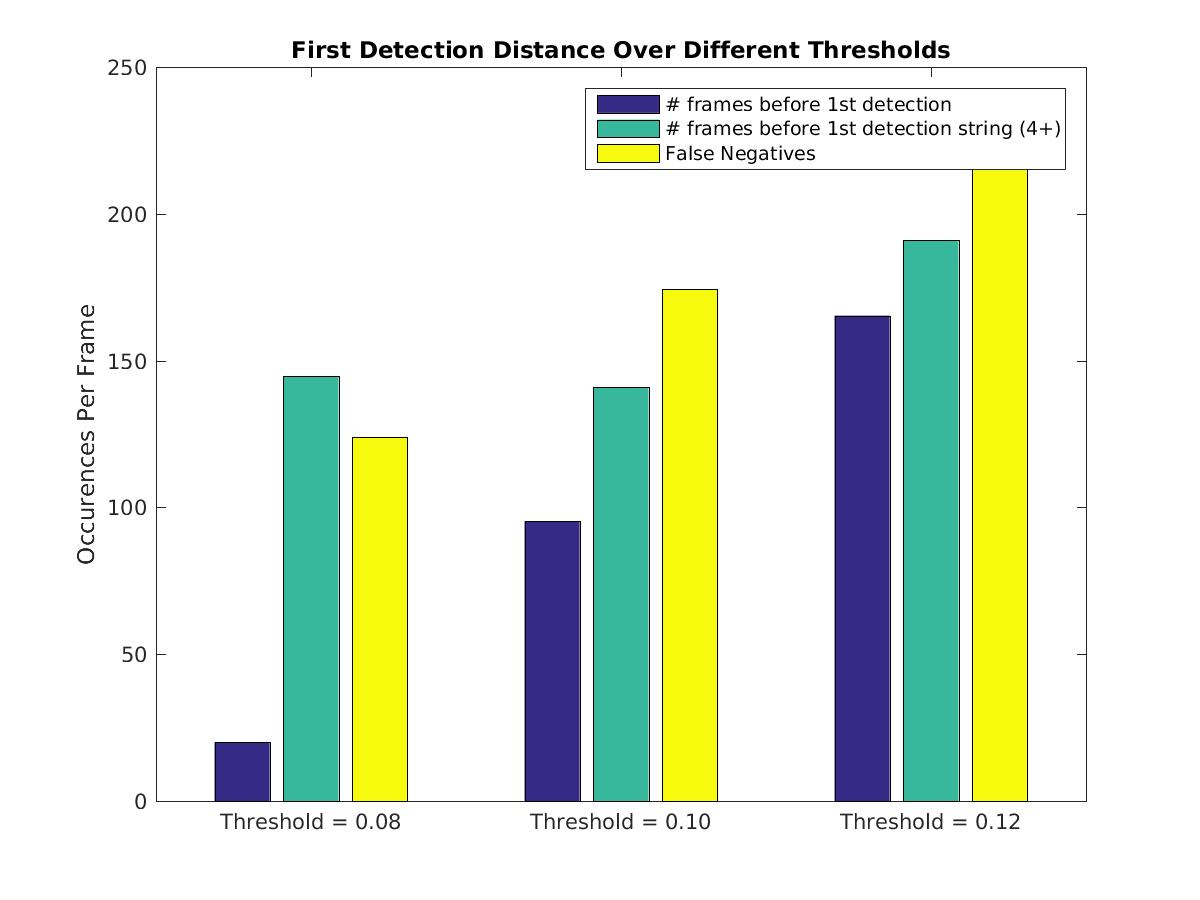 First Detection Distance Over Different Thresholds
250
# frames before 1st detection
# frames before 1st detection string (4+)
False Negatives
200
150
100
50
0
Occurences Per Frame
Threshold = 0.08
Threshold = 0.10
Threshold = 0.12